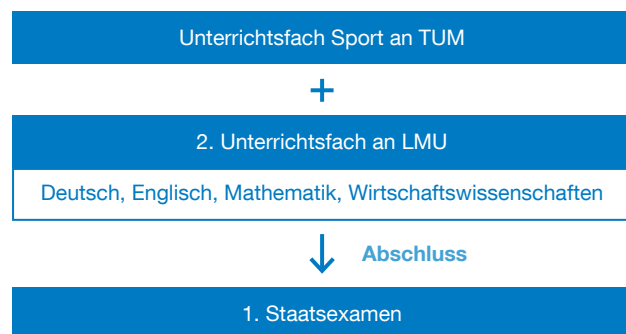 Unterrichtsfach Sport an TUM
+
2. Unterrichtsfach an LMU
Deutsch, Englisch, Mathematik, Wirtschaftswissenschaften
Abschluss
1. Staatsexamen